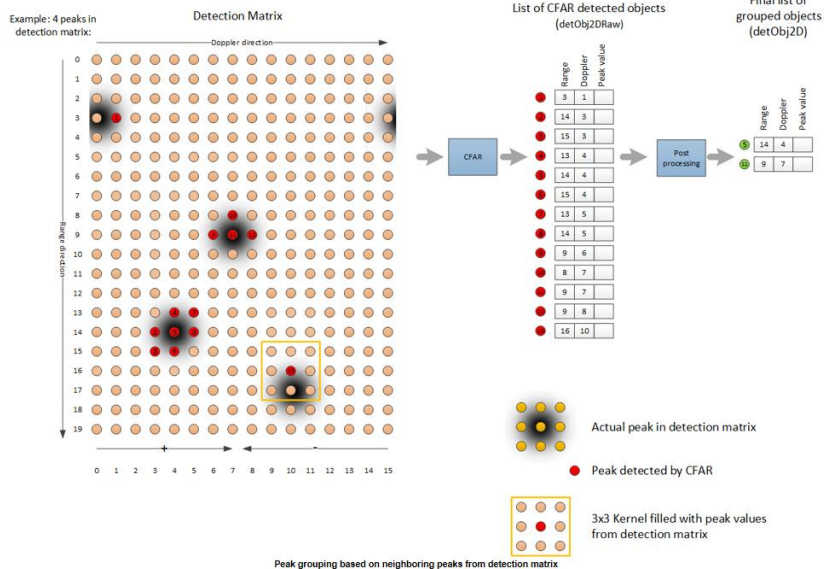 Example: 4 peaks in
detection matrix:
Detection Matrix
Doppler direction
Range direction
0
1
2
3
4
5
6
7
8
9
10
11
12
13
14
15
16
17
18
19
+
-
0 1 2 3 4 5 6 7 8 9 10 11 12 13 14 15
CFAR
List of CFAR detected objects
(detObj2DRaw)
Range Doppler Peak value
3 1
14 3
15 3
13 4
14 4
15 4
13 5
14 5
9 6
8 7
9 7
9 8
16 10
Post
processing
Final list of
grouped objects
(detObj2D)
Range Doppler Peak value
5 14 4
11 9 7
Actual peak in detection matrix
Peak detected by CFAR
3x3 Kernel filled with peak values
from detection matrix
Peak grouping based on neighboring peaks from detection matrix